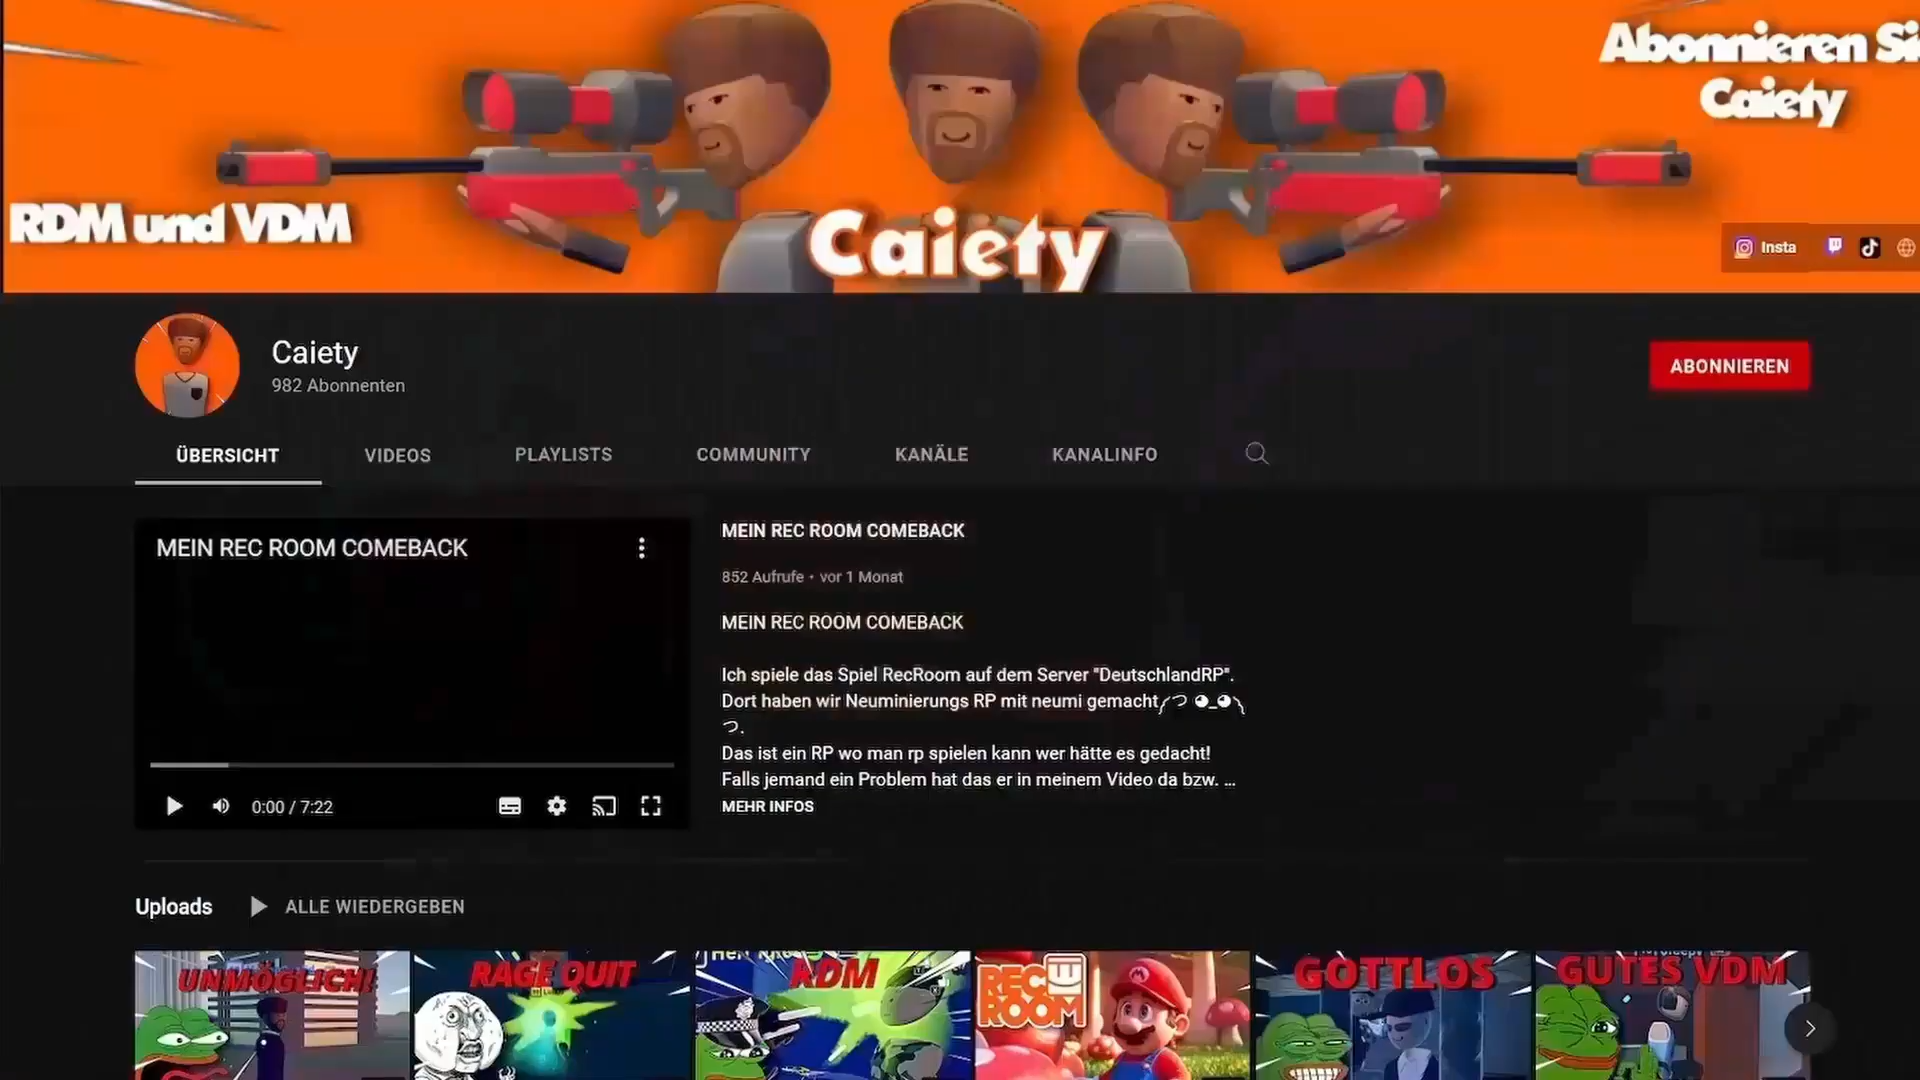 Abonnieren Si
Caiety
RDM und VDM
Caiety
Insta
Caiety
982 Abonnenten
ABONNIEREN
ÜBERSICHT
VIDEOS
PLAYLISTS
COMMUNITY
KANÄLE
KANALINFO
MEIN REC ROOM COMEBACK
0:00 / 7:22
MEIN REC ROOM COMEBACK
852 Aufrufe • vor 1 Monat
MEIN REC ROOM COMEBACK
Ich spiele das Spiel RecRoom auf dem Server "DeutschlandRP".
Dort haben wir Neuminierungs RP mit neumi gemacht༼つ ◕_◕༽
つ.
Das ist ein RP wo man rp spielen kann wer hätte es gedacht!
Falls jemand ein Problem hat das er in meinem Video da bzw. ...
MEHR INFOS
Uploads
ALLE WIEDERGEBEN
UNMÖGLICH!
RAGE QUIT
RDM
REC
ROOM
GOTTLOS
GUTES VDM